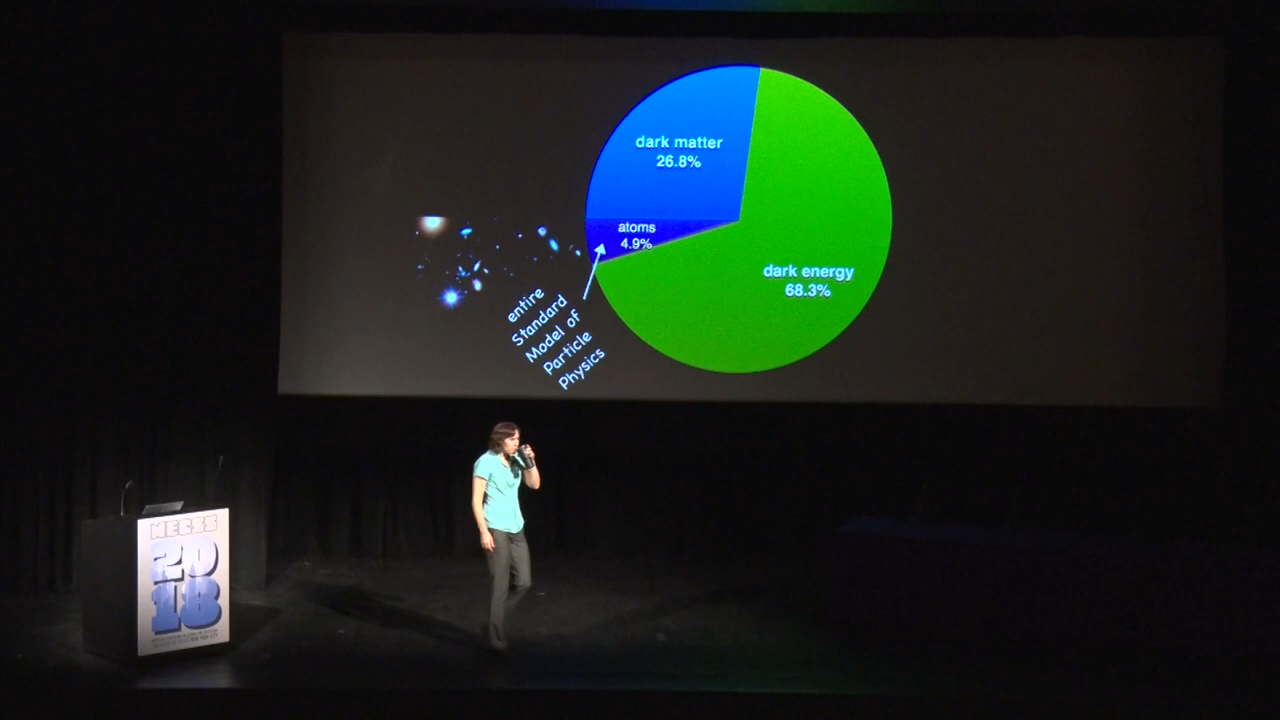 dark matter
26.8%
atoms
4.9%
dark energy
68.3%
entire
Standard
Model of
Particle
Physics
NECSS
20
18